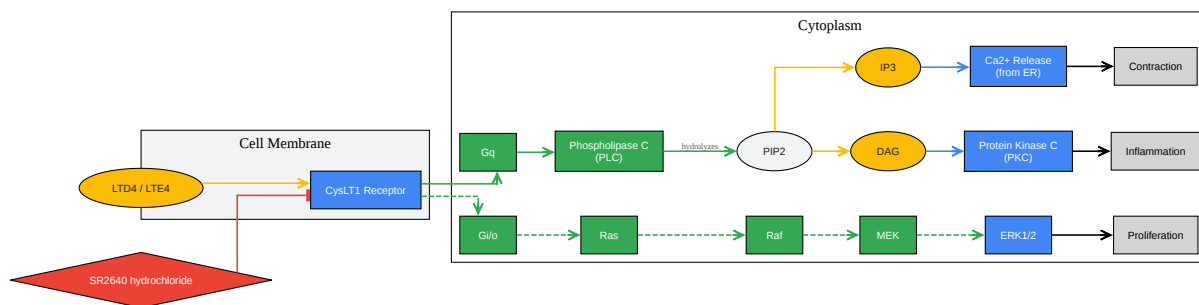 Cytoplasm
IP3
Ca2+ Release
(from ER)
Contraction
Cell Membrane
Gq
Phospholipase C
(PLC)
hydrolyzes
PIP2
DAG
Protein Kinase C
(PKC)
Inflammation
LTD4 / LTE4
CysLT1 Receptor
Gi/o
Ras
Raf
MEK
ERK1/2
Proliferation
SR2640 hydrochloride